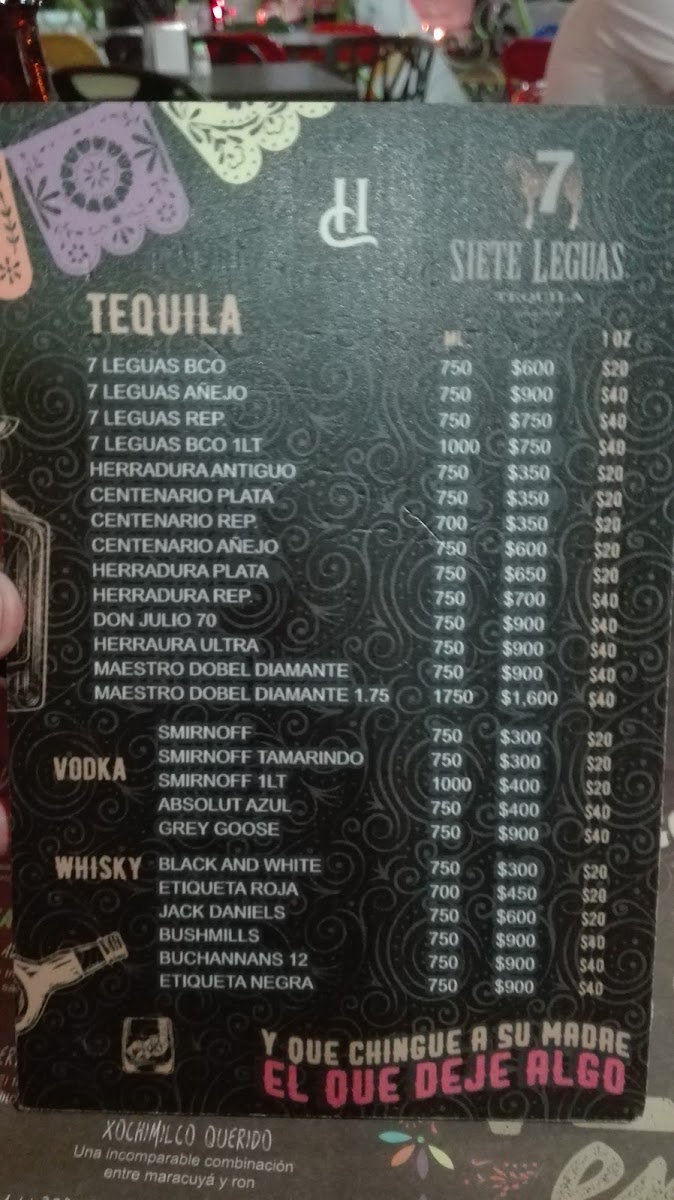 H
7
SIETE LEGUAS
TEQUILA
TEQUILA
ML. 1 OZ
7 LEGUAS BCO 750 $600 $20
7 LEGUAS AÑEJO 750 $900 $40
7 LEGUAS REP. 750 $750 $40
7 LEGUAS BCO 1LT 1000 $750 $40
HERRADURA ANTIGUO 750 $350 $20
CENTENARIO PLATA 750 $350 $20
CENTENARIO REP. 700 $350 $20
CENTENARIO AÑEJO 750 $600 $20
HERRADURA PLATA 750 $650 $20
HERRADURA REP. 750 $700 $40
DON JULIO 70 750 $900 $40
HERRAURA ULTRA 750 $900 $40
MAESTRO DOBEL DIAMANTE 750 $900 $40
MAESTRO DOBEL DIAMANTE 1.75 1750 $1,600 $40
VODKA
SMIRNOFF 750 $300 $20
SMIRNOFF TAMARINDO 750 $300 $20
SMIRNOFF 1LT 1000 $400 $20
ABSOLUT AZUL 750 $400 $40
GREY GOOSE 750 $900 $40
WHISKY
BLACK AND WHITE 750 $300 $20
ETIQUETA ROJA 700 $450 $20
JACK DANIELS 750 $600 $20
BUSHMILLS 750 $900 $40
BUCHANNANS 12 750 $900 $40
ETIQUETA NEGRA 750 $900 $40
Y QUE CHINGUE A SU MADRE
EL QUE DEJE ALGO
XOCHIMILCO QUERIDO
Una incomparable combinación
entre maracuyá y ron